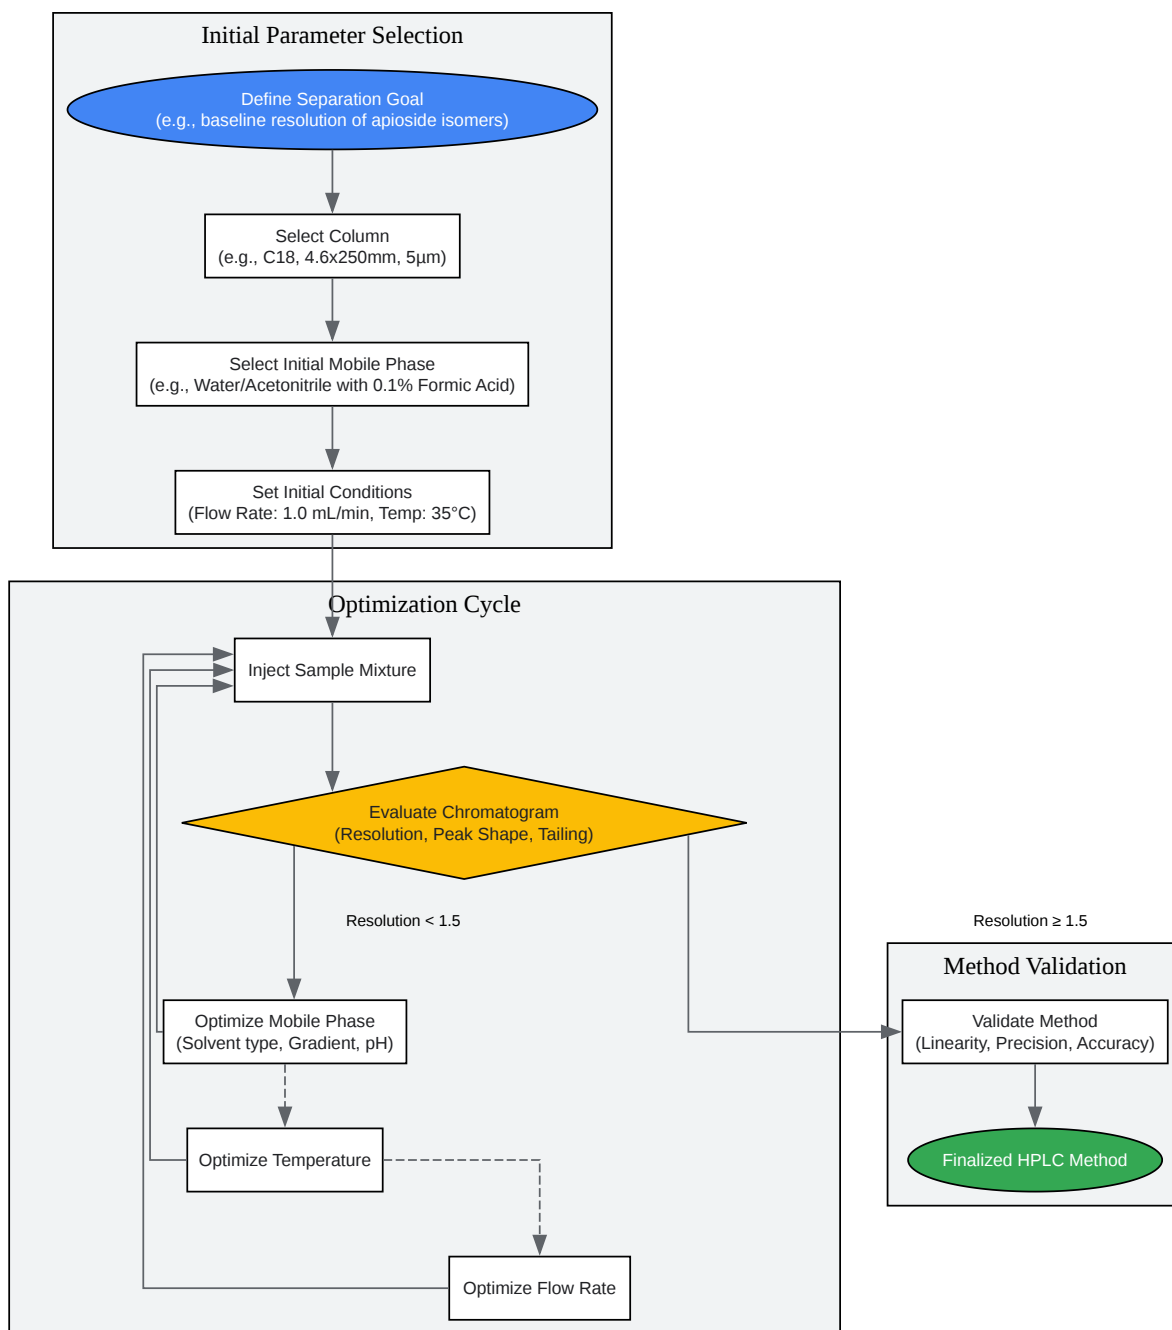 Initial Parameter Selection
Define Separation Goal
(e.g., baseline resolution of apioside isomers)
Select Column
(e.g., C18, 4.6x250mm, 5µm)
Select Initial Mobile Phase
(e.g., Water/Acetonitrile with 0.1% Formic Acid)
Set Initial Conditions
(Flow Rate: 1.0 mL/min, Temp: 35°C)
Optimization Cycle
Inject Sample Mixture
Evaluate Chromatogram
(Resolution, Peak Shape, Tailing)
Resolution < 1.5
Resolution ≥ 1.5
Method Validation
Optimize Mobile Phase
(Solvent type, Gradient, pH)
Validate Method
(Linearity, Precision, Accuracy)
Optimize Temperature
Finalized HPLC Method
Optimize Flow Rate